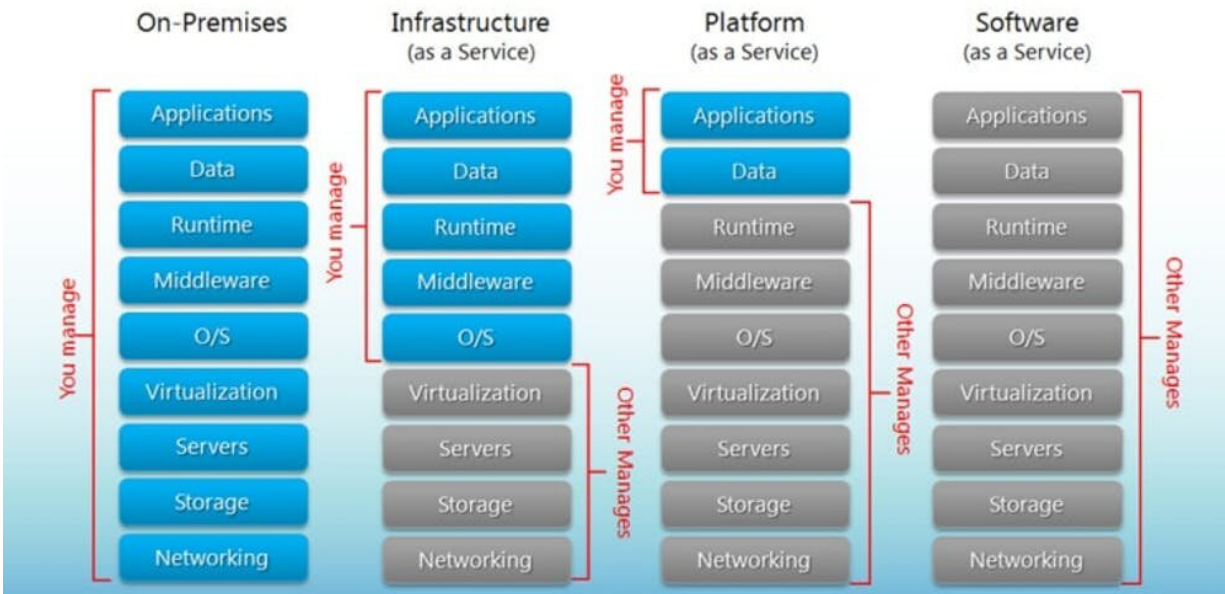 On-Premises
Applications
Data
Runtime
Middleware
O/S
Virtualization
Servers
Storage
Networking
You manage
Infrastructure
(as a Service)
Applications
Data
Runtime
Middleware
O/S
Virtualization
Servers
Storage
Networking
You manage
Other Manages
Platform
(as a Service)
Applications
Data
Runtime
Middleware
O/S
Virtualization
Servers
Storage
Networking
You manage
Other Manages
Software
(as a Service)
Applications
Data
Runtime
Middleware
O/S
Virtualization
Servers
Storage
Networking
Other Manages